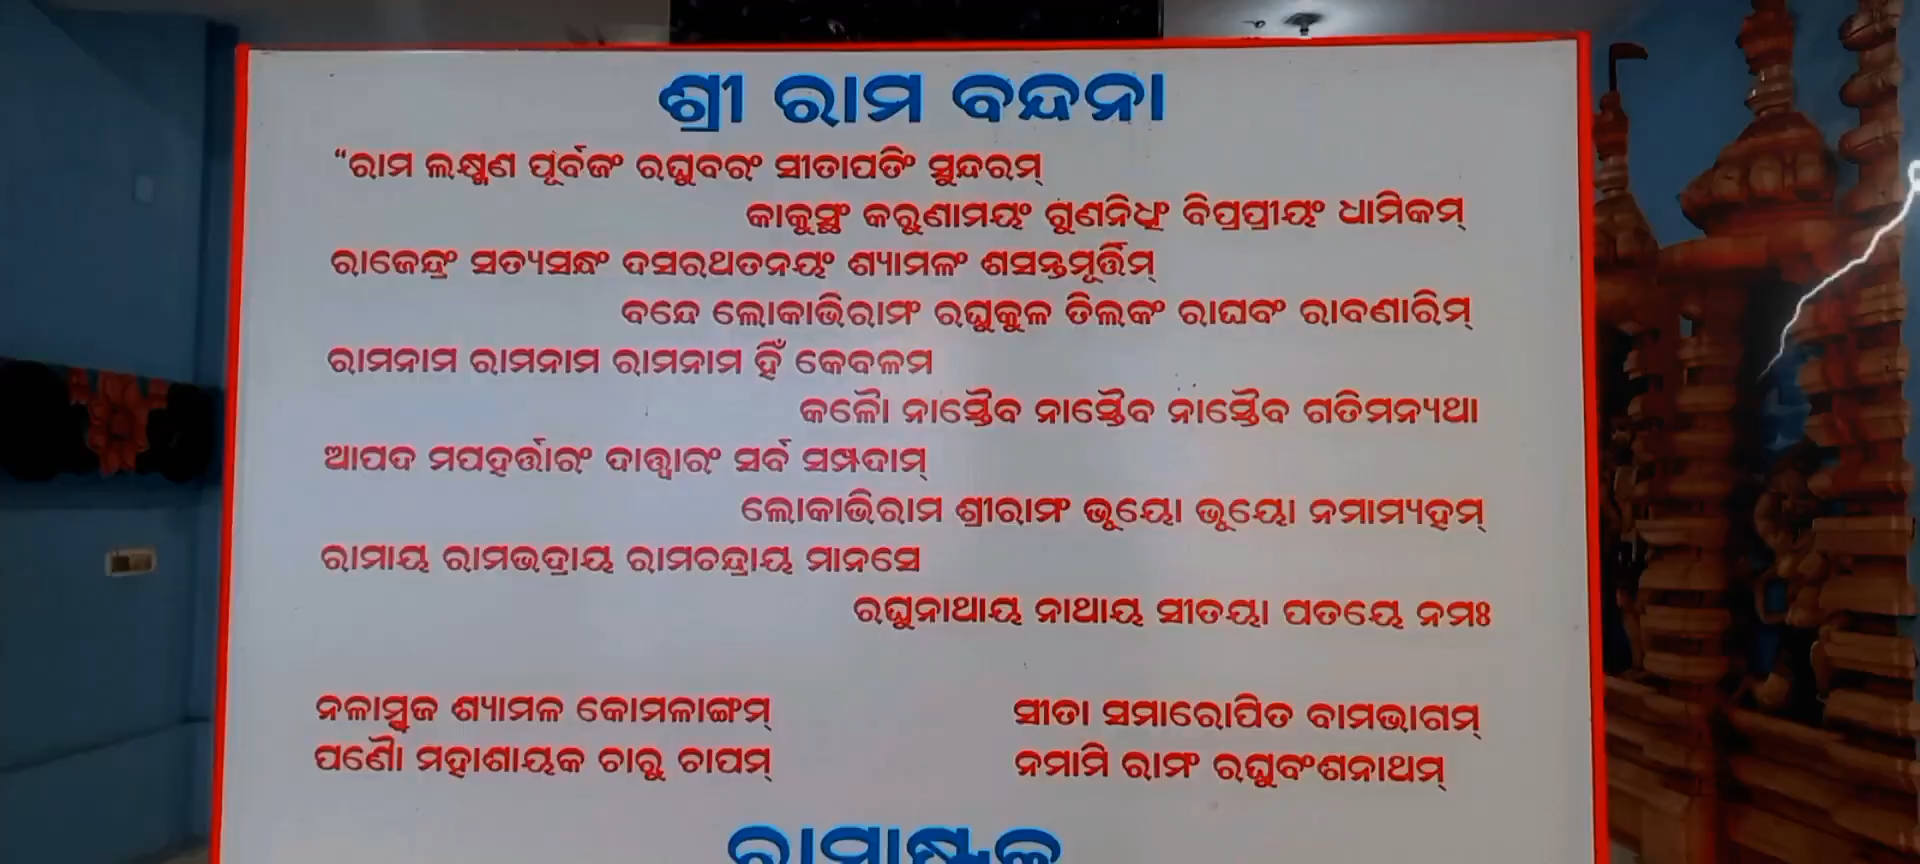 ଶ୍ରୀ ରାମ ବନ୍ଦନା
“ରାମ ଲକ୍ଷ୍ମଣ ପୂର୍ବଜଂ ରଘୁବରଂ ସୀତାପତିଂ ସୁନ୍ଦରମ୍
କାକୁସ୍ଥଂ କରୁଣାମୟଂ ଗୁଣନିଧିଂ ବିପ୍ରପ୍ରୀୟଂ ଧାମିକମ୍
ରାଜେନ୍ଦ୍ରଂ ସତ୍ୟସନ୍ଧଂ ଦସରଥତନୟଂ ଶ୍ୟାମଳଂ ଶସନ୍ତମୂର୍ତ୍ତିମ୍
ବନ୍ଦେ ଲୋକାଭିରାମଂ ରଘୁକୁଳ ତିଲକଂ ରାଘବଂ ରାବଣାରିମ୍
ରାମନାମ ରାମନାମ ରାମନାମ ହିଁ କେବଳମ
କଳୌ ନାସ୍ତୈବ ନାସ୍ତୈବ ନାସ୍ତୈବ ଗତିମନ୍ୟଥା
ଆପଦ ମପହର୍ତ୍ତାରଂ ଦାତ୍ତ୍ୱାରଂ ସର୍ବ ସମ୍ପଦାମ୍
ଲୋକାଭିରାମ ଶ୍ରୀରାମଂ ଭୂୟୋ ଭୂୟୋ ନମାମ୍ୟହମ୍
ରାମାୟ ରାମଭଦ୍ରାୟ ରାମଚନ୍ଦ୍ରାୟ ମାନସେ
ରଘୁନାଥାୟ ନାଥାୟ ସୀତୟା ପତୟେ ନମଃ
ନଳାମ୍ବୁଜ ଶ୍ୟାମଳ କୋମଳାଙ୍ଗମ୍ ସୀତା ସମାରୋପିତ ବାମଭାଗମ୍
ପଣୌ ମହାଶାୟକ ଚାରୁ ଚାପମ୍ ନମାମି ରାମଂ ରଘୁବଂଶନାଥମ୍